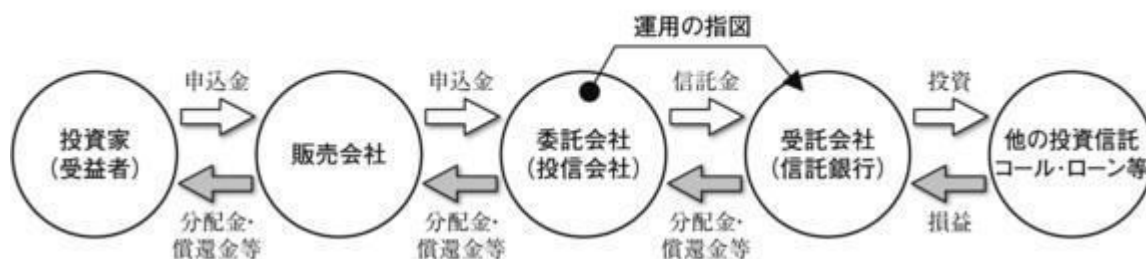 運用の指図
申込金
申込金
信託金
投資
投資家
(受益者)
販売会社
委託会社
(投信会社)
受託会社
(信託銀行)
他の投資信託
コール・ローン等
分配金・
償還金等
分配金・
償還金等
分配金・
償還金等
損益